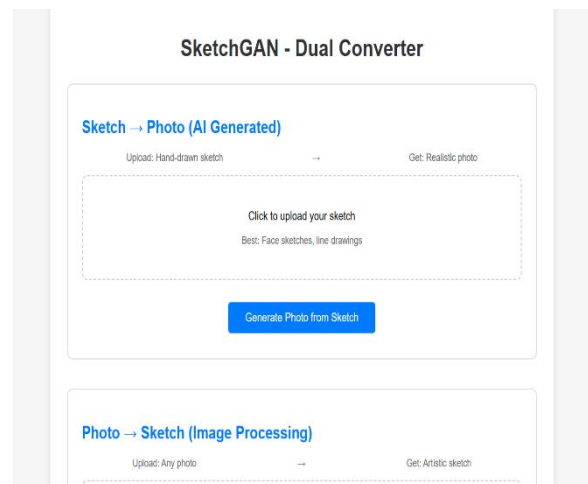 SketchGAN - Dual Converter
Sketch → Photo (AI Generated)
Upload: Hand-drawn sketch → Get: Realistic photo
Click to upload your sketch
Best: Face sketches, line drawings
Generate Photo from Sketch
Photo → Sketch (Image Processing)
Upload: Any photo → Get: Artistic sketch